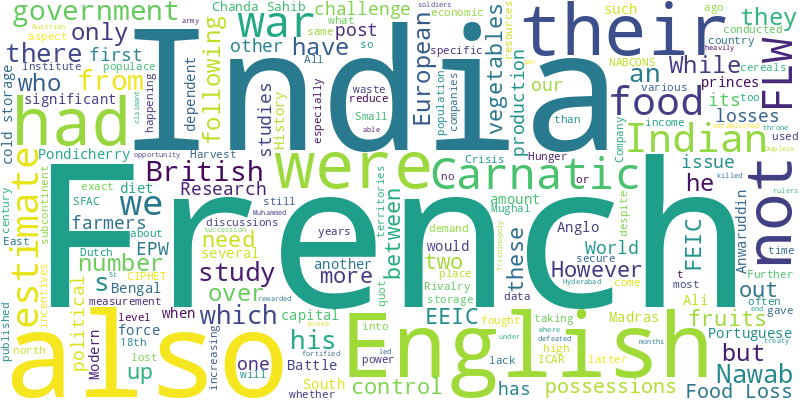 India
French
English
also
had
were
their
not
FLW
food
Indian
Carnatic
war
government
challenge
Chanda Sahib
only
there
from
who
first
have
other
post
what
same
so
economic
such
ago
conducted
country
NABCONS
they
While
an
our
its
princes
losses
cereals
various
too
used
resources
specific
vegetables
production
European
population
companies
reduce
waste
especially
All
following
History
studies
dependent
happening
Institute
populace
aspect
Austrian
army
soldiers
heavily
significant
cold storage
Pondicherry
Harvest
opportunity
claimant
able
Small
than
income
Company
established
throne
Dupleix
time
Hunger
Crisis
no
or
issue
he
British
Research
we
diet
exact
SFAC
farmers
estimate
subcontinent
century
East
Dutch
about
EPW
number
Bengal
CIPHET
measurement
incentives
published
north
political
Modern
level
18th
force
lost
up
study
need
several
discussions
still
Muhammed
years
succession
another
over
which
when
capital
Rivalry
storage
quot
territories
between
Mughal
amount
demand
more
two
would
place
these
Anglo
World
However
secure
Hyderabad
Trichonopoly
data
FEIC
despite
Anwaruddin
killed
rulers
Further
most
often
gave
out
Ali
t
come
EEIC
his
one
will
increasing
Battle
South
whether
fortified
broke
rewarded
power
led
into
fought
taking
Madras
Portuguese
fruits
but
Nawab
Food Loss
possessions
has
control
lack
ICAR
high
latter
where
defeated
under
months
treaty
end
s
st